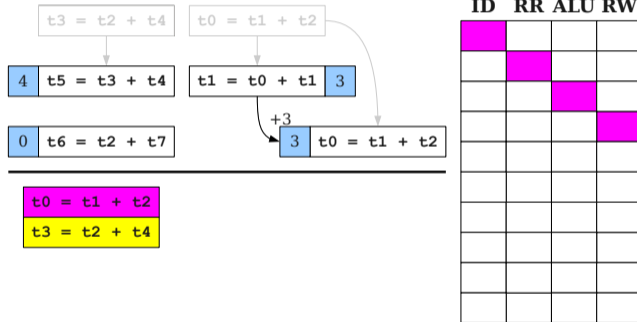 ID RR ALU RW
t3 = t2 + t4 t0 = t1 + t2
4 t5 = t3 + t4 t1 = t0 + t1 3
+3
0 t6 = t2 + t7 3 t0 = t1 + t2
t0 = t1 + t2
t3 = t2 + t4